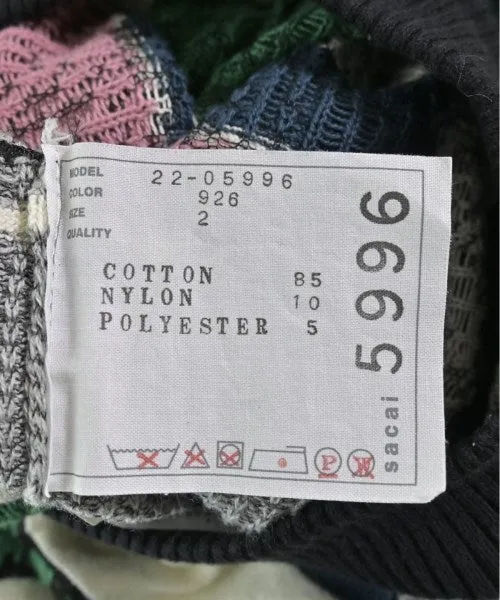 MODEL 22-05996
COLOR 926
SIZE 2
QUALITY
COTTON 85
NYLON 10
POLYESTER 5
P W
sacai 5996